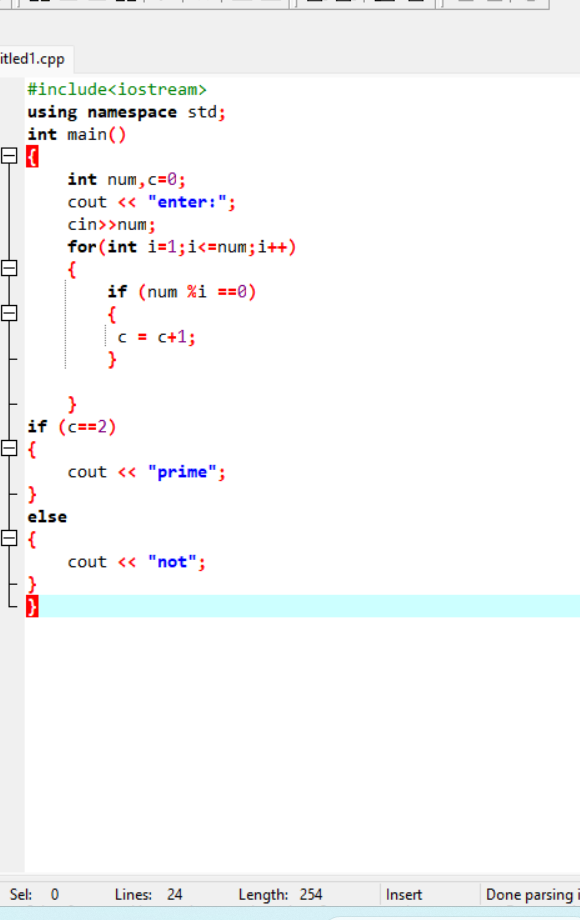 itled1.cpp
#include<iostream>
using namespace std;
int main()
{
int num,c=0;
cout << "enter:";
cin>>num;
for(int i=1;i<=num;i++)
{
if (num %i ==0)
{
c = c+1;
}
}
if (c==2)
{
cout << "prime";
}
else
{
cout << "not";
}
}
Sel: 0 Lines: 24 Length: 254 Insert Done parsing i